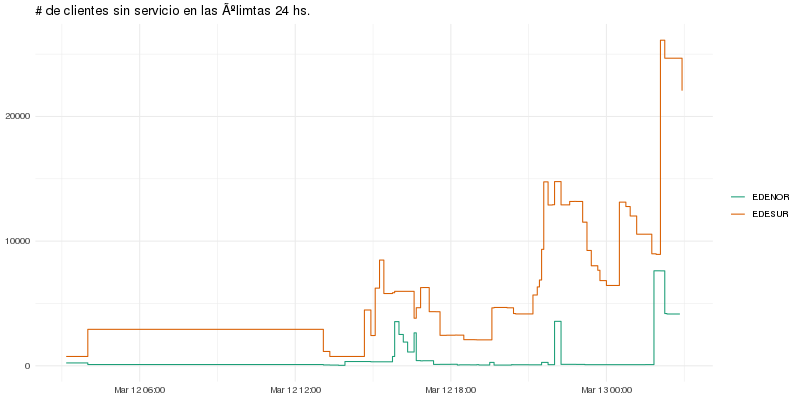 # de clientes sin servicio en las Ãºlimtas 24 hs.
20000
10000
0
Mar 12 06:00
Mar 12 12:00
Mar 12 18:00
Mar 13 00:00
EDENOR
EDESUR